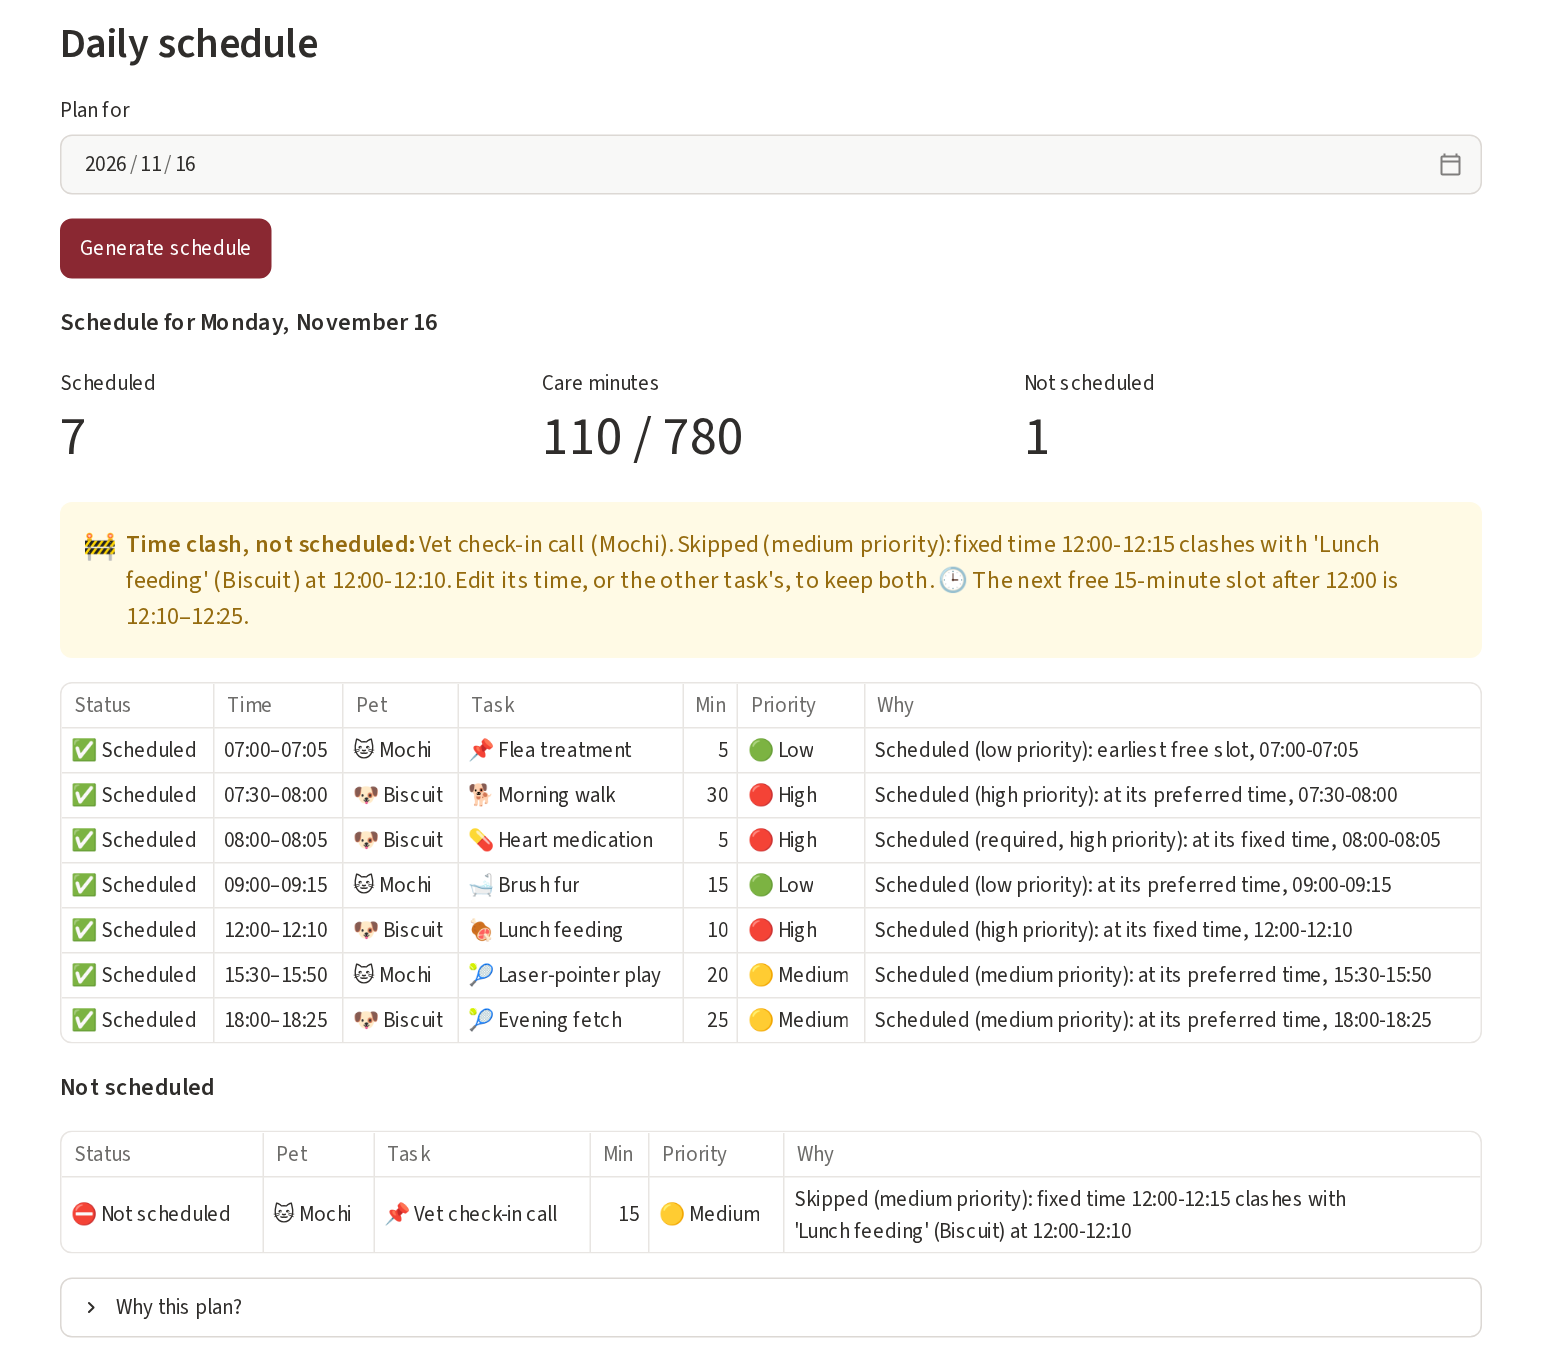 Daily schedule
Plan for
2026/11/16
Generate schedule
Schedule for Monday, November 16
Scheduled Care minutes Not scheduled
7 110 / 780 1
🚧 Time clash, not scheduled: Vet check-in call (Mochi). Skipped (medium priority): fixed time 12:00-12:15 clashes with 'Lunch
feeding' (Biscuit) at 12:00-12:10. Edit its time, or the other task's, to keep both. 🕒 The next free 15-minute slot after 12:00 is
12:10–12:25.
Status Time Pet Task Min Priority Why
✅ Scheduled 07:00–07:05 🐱 Mochi 📌 Flea treatment 5 🟢 Low Scheduled (low priority): earliest free slot, 07:00-07:05
✅ Scheduled 07:30–08:00 🐶 Biscuit 🐕 Morning walk 30 🔴 High Scheduled (high priority): at its preferred time, 07:30-08:00
✅ Scheduled 08:00–08:05 🐶 Biscuit 💊 Heart medication 5 🔴 High Scheduled (required, high priority): at its fixed time, 08:00-08:05
✅ Scheduled 09:00–09:15 🐱 Mochi 🛁 Brush fur 15 🟢 Low Scheduled (low priority): at its preferred time, 09:00-09:15
✅ Scheduled 12:00–12:10 🐶 Biscuit 🍖 Lunch feeding 10 🔴 High Scheduled (high priority): at its fixed time, 12:00-12:10
✅ Scheduled 15:30–15:50 🐱 Mochi 🎾 Laser-pointer play 20 🟡 Medium Scheduled (medium priority): at its preferred time, 15:30-15:50
✅ Scheduled 18:00–18:25 🐶 Biscuit 🎾 Evening fetch 25 🟡 Medium Scheduled (medium priority): at its preferred time, 18:00-18:25
Not scheduled
Status Pet Task Min Priority Why
⛔ Not scheduled 🐱 Mochi 📌 Vet check-in call 15 🟡 Medium Skipped (medium priority): fixed time 12:00-12:15 clashes with
'Lunch feeding' (Biscuit) at 12:00-12:10
Why this plan?